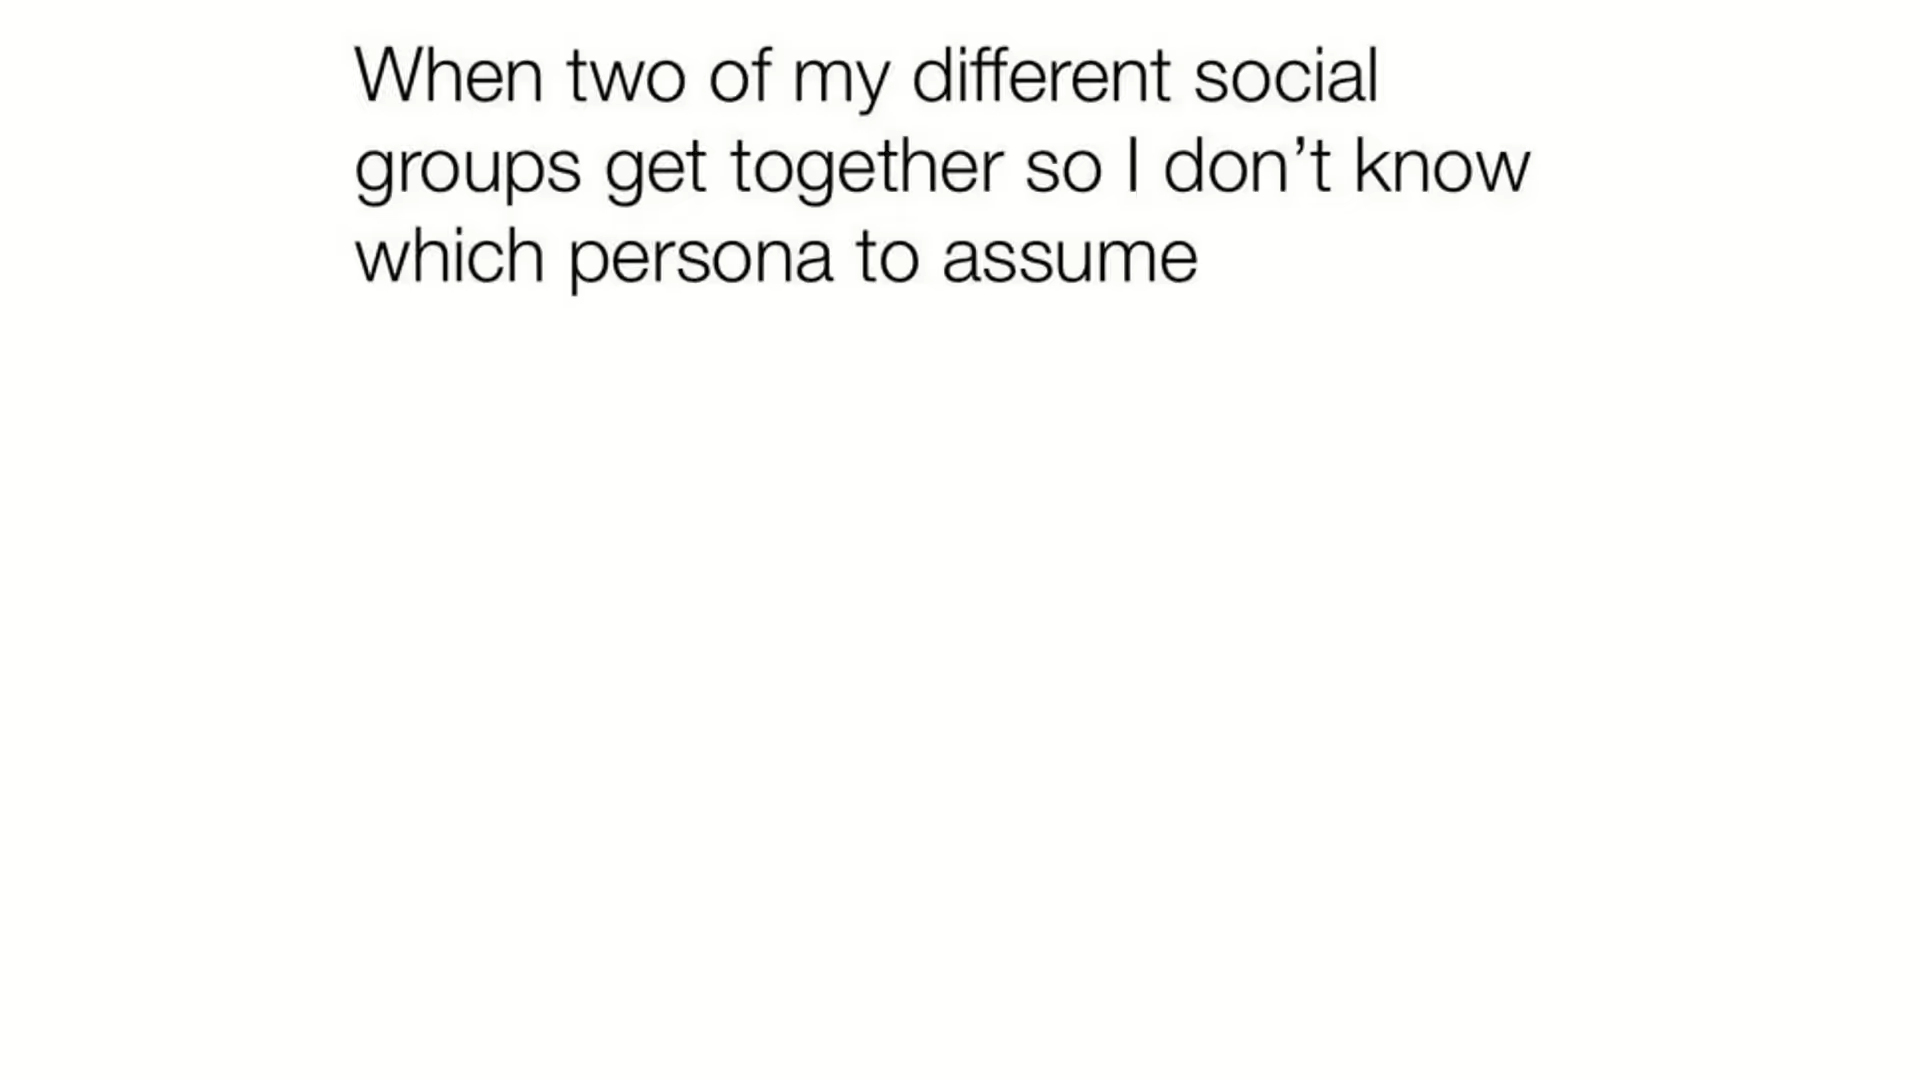 When two of my different social
groups get together so I don’t know
which persona to assume